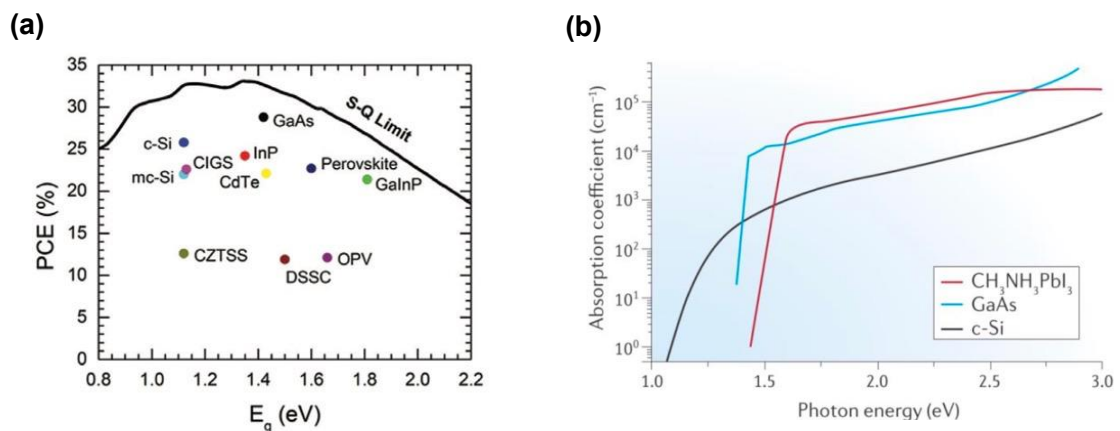 (a)
35
30
25
20
15
10
5
0
PCE (%)
S-Q Limit
GaAs
c-Si
CIGS
InP
mc-Si
CdTe
Perovskite
GaInP
CZTSS
DSSC
OPV
0.8 1.0 1.2 1.4 1.6 1.8 2.0 2.2
E_g (eV)
(b)
Absorption coefficient (cm⁻¹)
10⁵
10⁴
10³
10²
10¹
10⁰
CH₃NH₃PbI₃
GaAs
c-Si
1.0 1.5 2.0 2.5 3.0
Photon energy (eV)